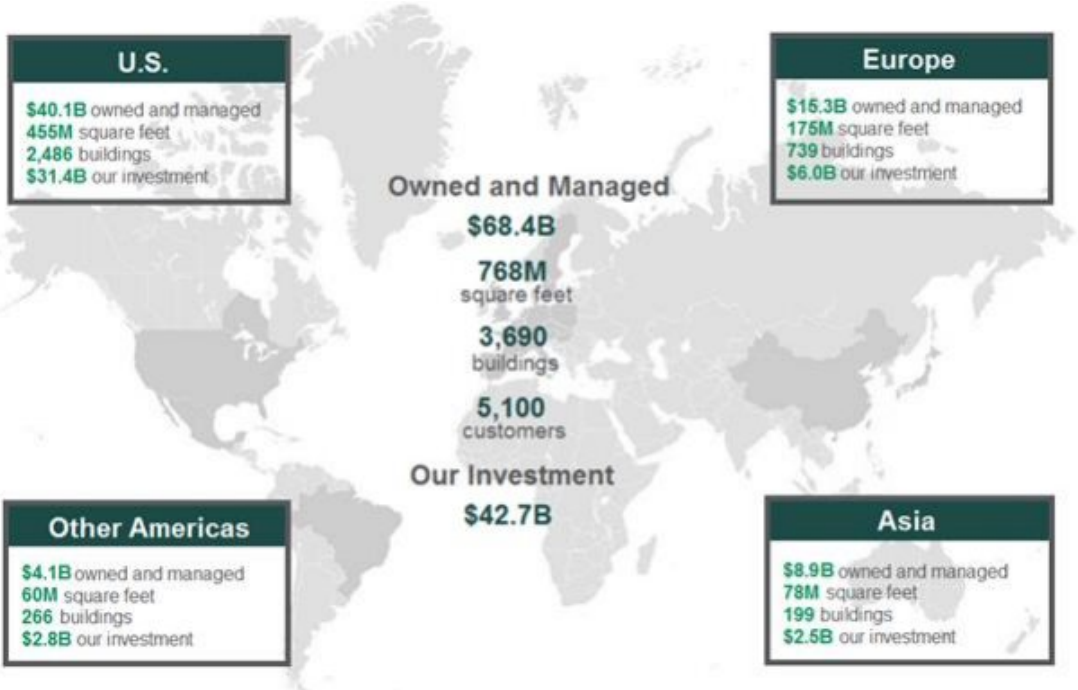 U.S.
$40.1B owned and managed
455M square feet
2,486 buildings
$31.4B our investment
Europe
$15.3B owned and managed
175M square feet
739 buildings
$6.0B our investment
Owned and Managed
$68.4B
768M
square feet
3,690
buildings
5,100
customers
Our Investment
$42.7B
Other Americas
$4.1B owned and managed
60M square feet
266 buildings
$2.8B our investment
Asia
$8.9B owned and managed
78M square feet
199 buildings
$2.5B our investment